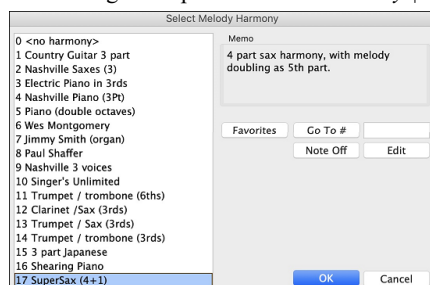 Select Melody Harmony
0 <no harmony>
1 Country Guitar 3 part
2 Nashville Saxes (3)
3 Electric Piano in 3rds
4 Nashville Piano (3Pt)
5 Piano (double octaves)
6 Wes Montgomery
7 Jimmy Smith (organ)
8 Paul Shaffer
9 Nashville 3 voices
10 Singer's Unlimited
11 Trumpet / trombone (6ths)
12 Clarinet /Sax (3rds)
13 Trumpet / Sax (3rds)
14 Trumpet / trombone (3rds)
15 3 part Japanese
16 Shearing Piano
17 SuperSax (4+1)
Memo
4 part sax harmony, with melody
doubling as 5th part.
Favorites Go To #
Note Off Edit
OK Cancel